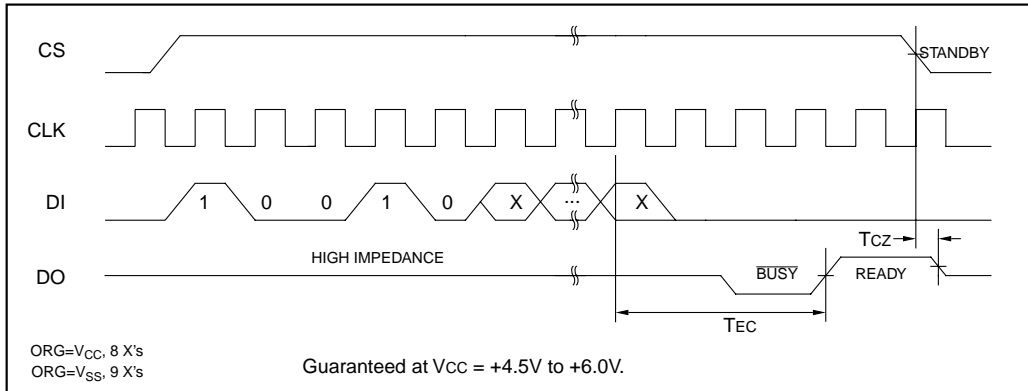 CS
STANDBY
CLK
DI 1 0 0 1 0 X ... X
TCZ
HIGH IMPEDANCE
DO BUSY READY
TEC
ORG=VCC, 8 X's
ORG=VSS, 9 X's
Guaranteed at VCC = +4.5V to +6.0V.